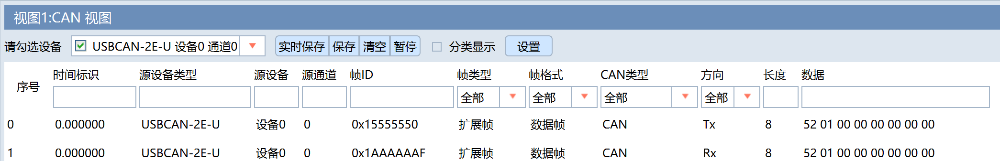 视图1:CAN 视图
请勾选设备 USBCAN-2E-U 设备0 通道0 实时保存 保存 清空 暂停 分类显示 设置
序号 时间标识 源设备类型 源设备 源通道 帧ID 帧类型 帧格式 CAN类型 方向 长度 数据
全部 全部 全部 全部
0 0.000000 USBCAN-2E-U 设备0 0 0x15555550 扩展帧 数据帧 CAN Tx 8 52 01 00 00 00 00 00 00
1 0.000000 USBCAN-2E-U 设备0 0 0x1AAAAAAF 扩展帧 数据帧 CAN Rx 8 52 01 00 00 00 00 00 00